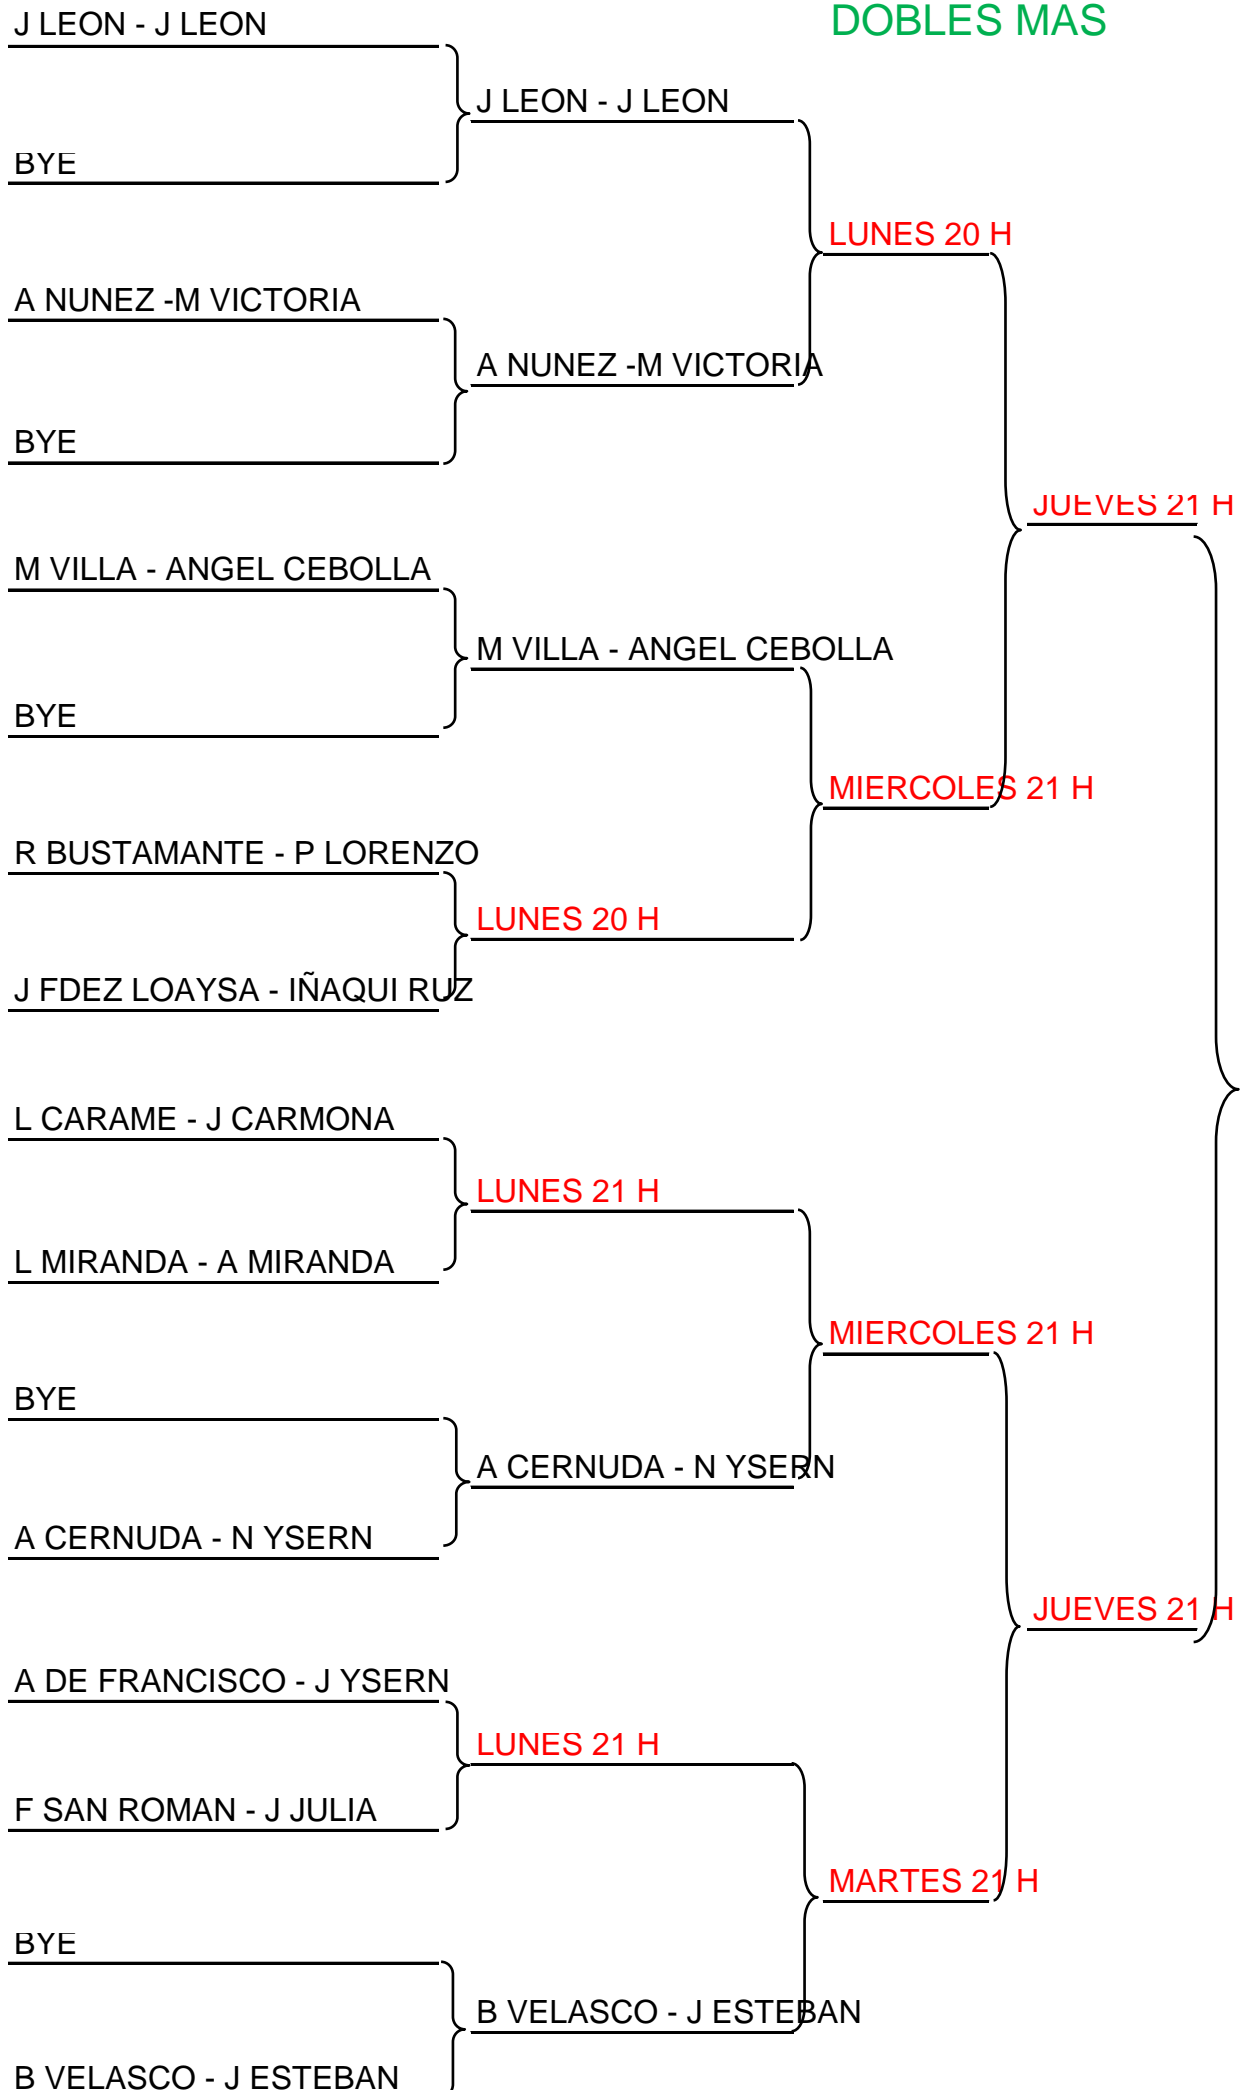 DOBLES MAS
J LEON - J LEON
J LEON - J LEON
BYE
LUNES 20 H
A NUNEZ -M VICTORIA
A NUNEZ -M VICTORIA
BYE
JUEVES 21 H
M VILLA - ANGEL CEBOLLA
M VILLA - ANGEL CEBOLLA
BYE
MIERCOLES 21 H
R BUSTAMANTE - P LORENZO
LUNES 20 H
J FDEZ LOAYSA - IÑAQUI RUZ
L CARAME - J CARMONA
LUNES 21 H
L MIRANDA - A MIRANDA
MIERCOLES 21 H
BYE
A CERNUDA - N YSERN
A CERNUDA - N YSERN
JUEVES 21 H
A DE FRANCISCO - J YSERN
LUNES 21 H
F SAN ROMAN - J JULIA
MARTES 21 H
BYE
B VELASCO - J ESTEBAN
B VELASCO - J ESTEBAN